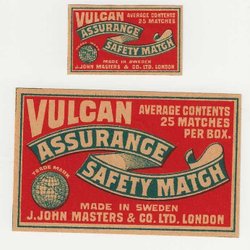 VULCAN
AVERAGE CONTENTS
25 MATCHES
ASSURANCE
SAFETY MATCH
MADE IN SWEDEN
J. JOHN MASTERS & CO. LTD. LONDON
VULCAN
AVERAGE CONTENTS
25 MATCHES
PER BOX.
ASSURANCE
TRADE MARK
SAFETY MATCH
MADE IN SWEDEN
J. JOHN MASTERS & CO. LTD. LONDON